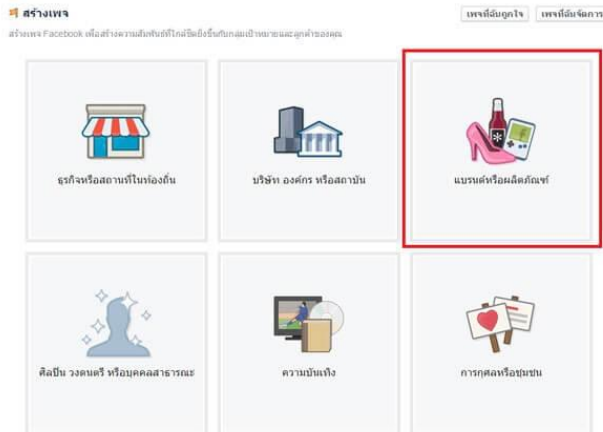 สร้างเพจ
เพจที่ฉันถูกใจ
เพจที่ฉันจัดการ
สร้างเพจ Facebook เพื่อสร้างความสัมพันธ์ที่ใกล้ชิดยิ่งขึ้นกับกลุ่มเป้าหมายและลูกค้าของคุณ
ธุรกิจหรือสถานที่ในท้องถิ่น
บริษัท องค์กร หรือสถาบัน
แบรนด์หรือผลิตภัณฑ์
ศิลปิน วงดนตรี หรือบุคคลสาธารณะ
ความบันเทิง
การกุศลหรือชุมชน